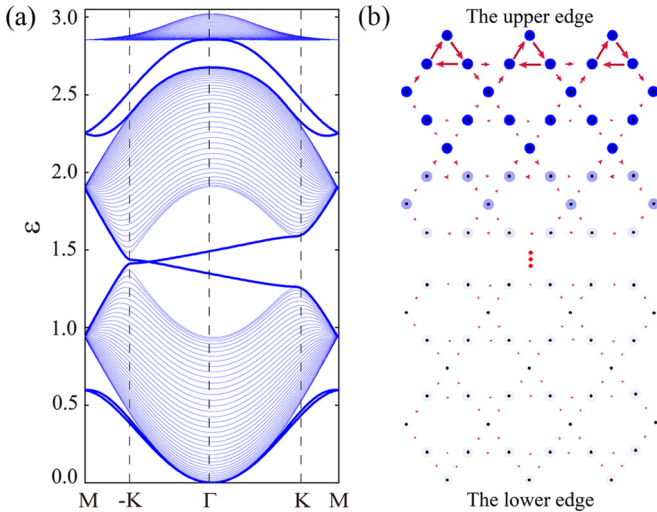 (a)
3.0
2.5
2.0
1.5
1.0
0.5
0.0
ε
M -K Γ K M
(b)
The upper edge
The lower edge